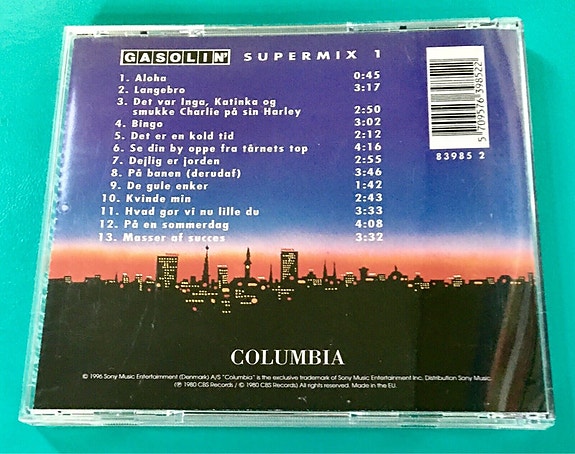 GASOLIN' SUPERMIX 1
1. Aloha 0:45
2. Langebro 3:17
3. Det var Inga, Katinka og
smukke Charlie på sin Harley 2:50
4. Bingo 3:02
5. Det er en kold tid 2:12
6. Se din by oppe fra tårnets top 4:16
7. Dejlig er jorden 2:55
8. På banen (derudaf) 3:46
9. De gule enker 1:42
10. Kvinde min 2:43
11. Hvad gør vi nu lille du 3:33
12. På en sommerdag 4:08
13. Masser af succes 3:32
5 709576 398522
83985 2
COLUMBIA
© 1996 Sony Music Entertainment (Denmark) A/S "Columbia" is the exclusive trademark of Sony Music Entertainment Inc. Distribution Sony Music.
(℗ 1980 CBS Records / © 1980 CBS Records) All rights reserved. Made in the EU.